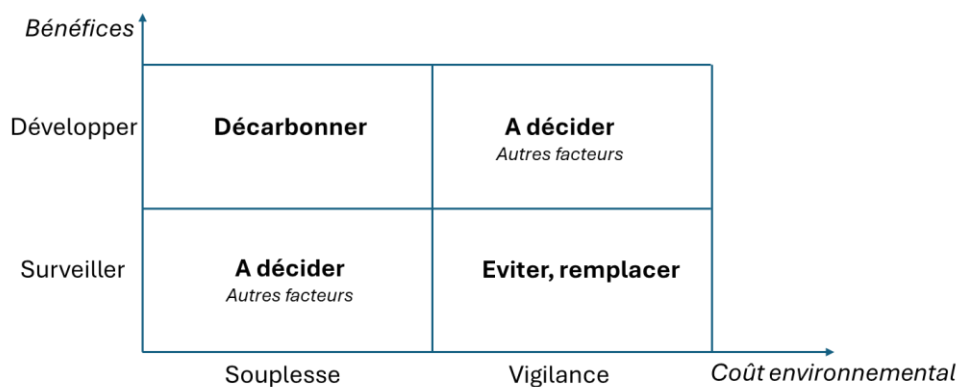 Bénéfices
Développer
Décarbonner
A décider
Autres facteurs
Surveiller
A décider
Autres facteurs
Eviter, remplacer
Souplesse
Vigilance
Coût environnemental